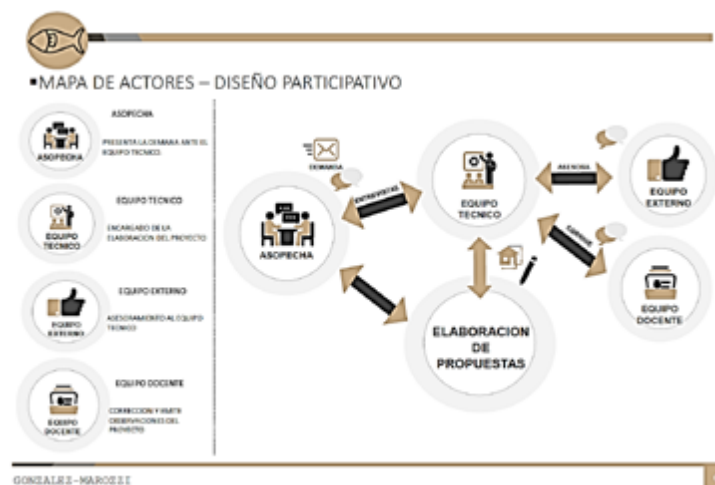 ▪MAPA DE ACTORES – DISEÑO PARTICIPATIVO
ASOPECHA
ASOPECHA
PRESENTA LA DEMANA ANTE EL
EQUIPO TECNICO.
EQUIPO TECNICO
EQUIPO
TECNICO
ENCARGADO DE LA
ELABORACION DEL PROYECTO
EQUIPO EXTERNO
EQUIPO
EXTERNO
ASESORAMIENTO AL EQUIPO
TECNICO
EQUIPO DOCENTE
EQUIPO
DOCENTE
CORRECCION Y EMITE
OBSERVACIONES DEL
PROYECTO
DEMANDA
ASOPECHA
ENTREVISTAS
EQUIPO
TECNICO
ASESORIA
EQUIPO
EXTERNO
EQUIPO
DOCENTE
ELABORACION
DE
PROPUESTAS
GONZALEZ-MAROZZI